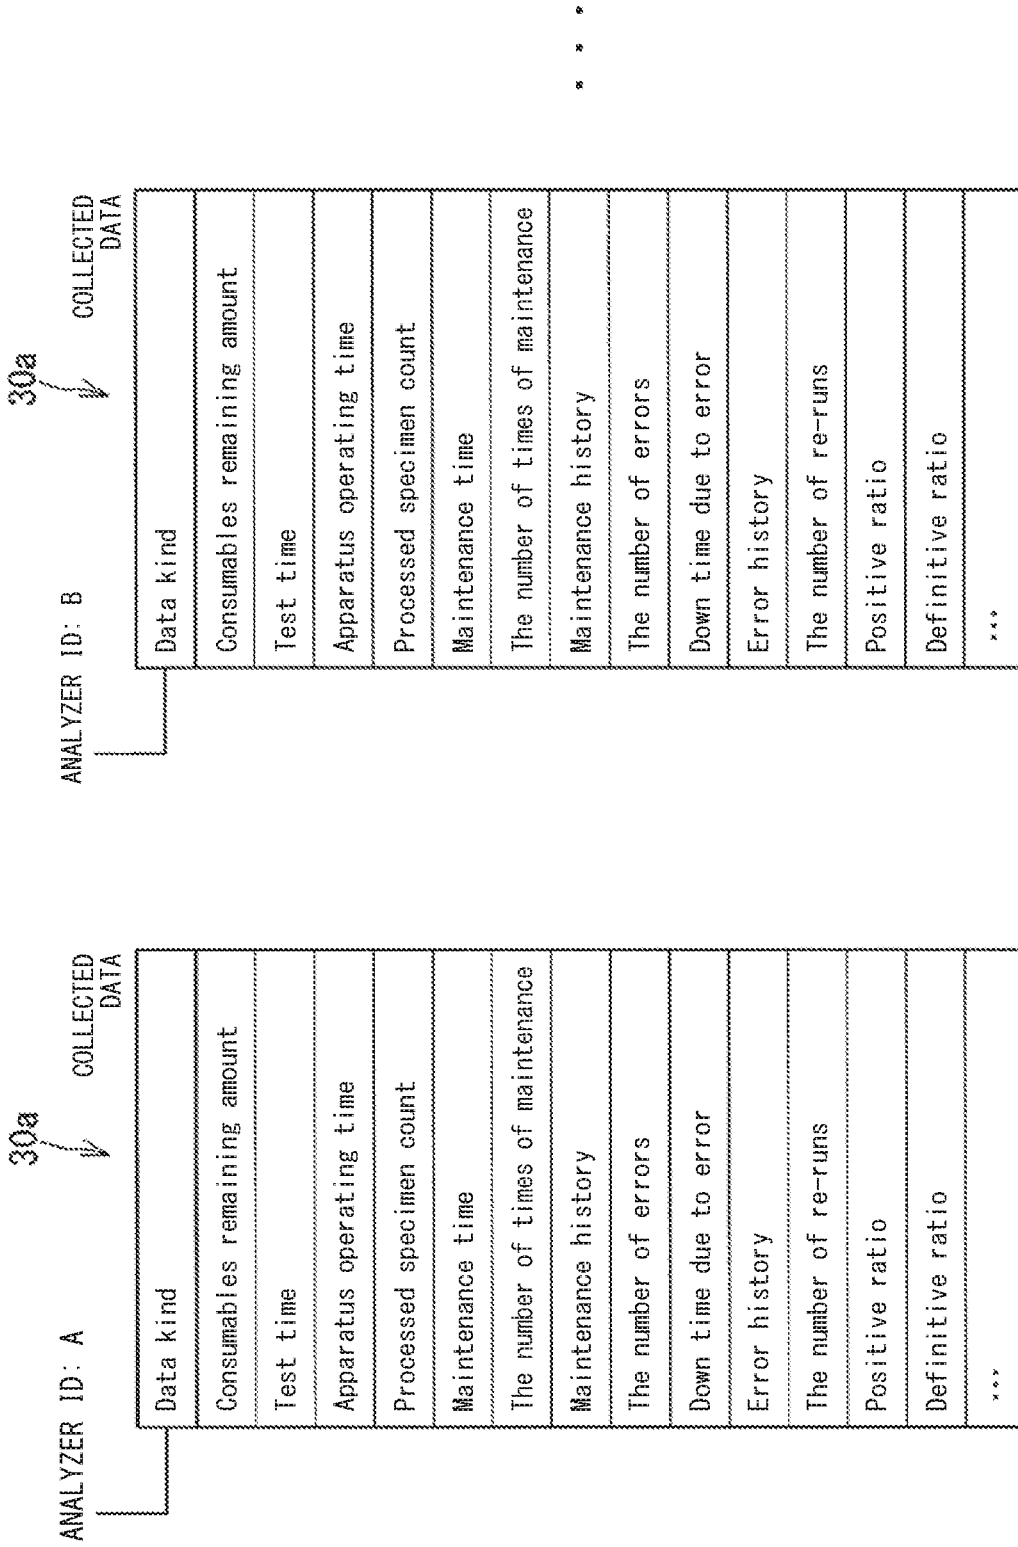 30a
ANALYZER ID: A
COLLECTED
DATA
Data kind
Consumables remaining amount
Test time
Apparatus operating time
Processed specimen count
Maintenance time
The number of times of maintenance
Maintenance history
The number of errors
Down time due to error
Error history
The number of re-runs
Positive ratio
Definitive ratio
...
30a
ANALYZER ID: B
COLLECTED
DATA
Data kind
Consumables remaining amount
Test time
Apparatus operating time
Processed specimen count
Maintenance time
The number of times of maintenance
Maintenance history
The number of errors
Down time due to error
Error history
The number of re-runs
Positive ratio
Definitive ratio
...
...